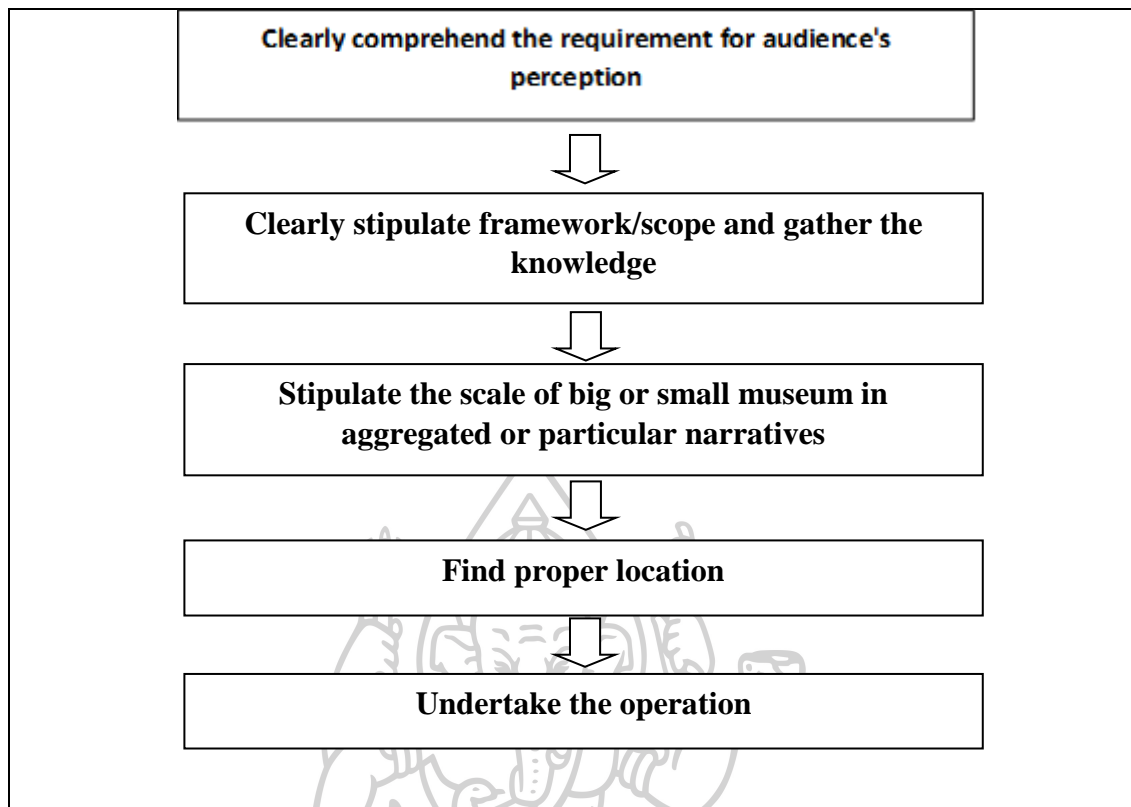 Clearly comprehend the requirement for audience's
perception
Clearly stipulate framework/scope and gather the
knowledge
Stipulate the scale of big or small museum in
aggregated or particular narratives
Find proper location
Undertake the operation